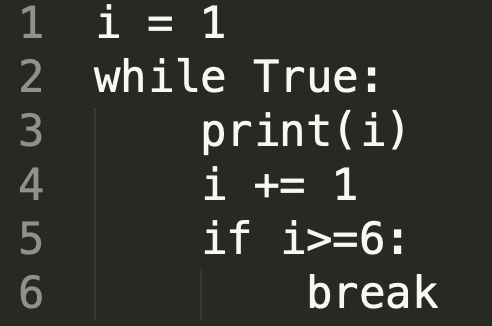 1 i = 1
2 while True:
3     print(i)
4     i += 1
5     if i>=6:
6         break